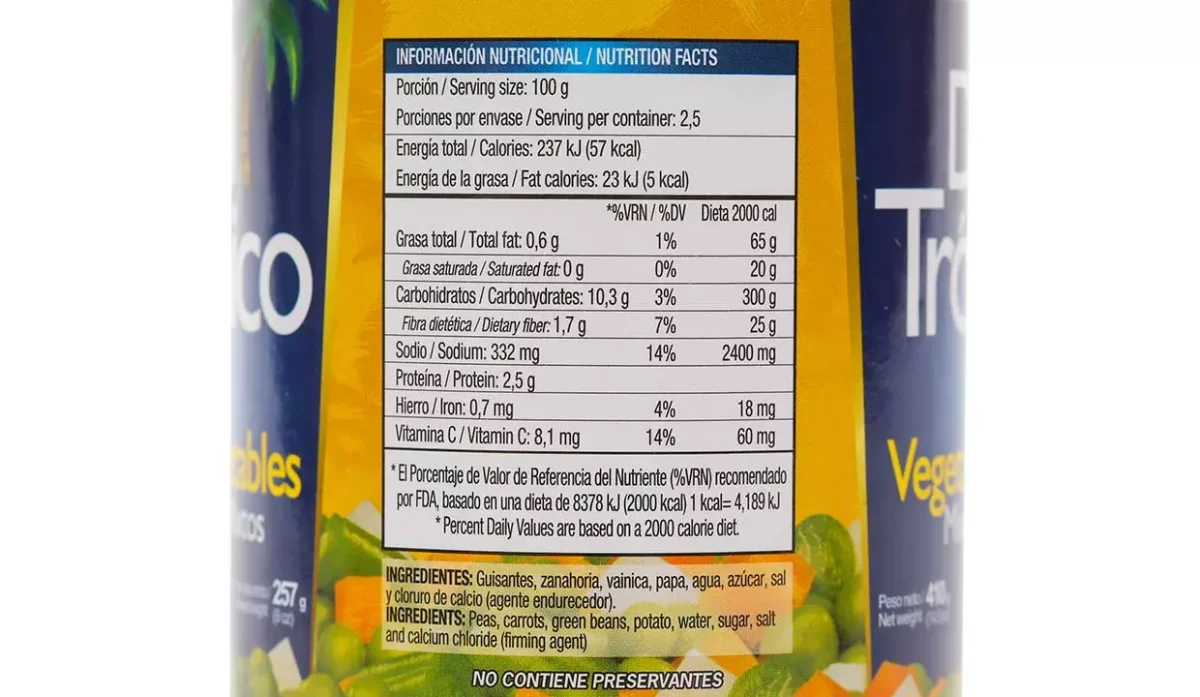 INFORMACIÓN NUTRICIONAL / NUTRITION FACTS
Porción / Serving size: 100 g
Porciones por envase / Serving per container: 2,5
Energía total / Calories: 237 kJ (57 kcal)
Energía de la grasa / Fat calories: 23 kJ (5 kcal)
*%VRN / %DV Dieta 2000 cal
Grasa total / Total fat: 0,6 g 1% 65 g
Grasa saturada / Saturated fat: 0 g 0% 20 g
Carbohidratos / Carbohydrates: 10,3 g 3% 300 g
Fibra dietética / Dietary fiber: 1,7 g 7% 25 g
Sodio / Sodium: 332 mg 14% 2400 mg
Proteína / Protein: 2,5 g
Hierro / Iron: 0,7 mg 4% 18 mg
Vitamina C / Vitamin C: 8,1 mg 14% 60 mg
* El Porcentaje de Valor de Referencia del Nutriente (%VRN) recomendado
por FDA, basado en una dieta de 8378 kJ (2000 kcal) 1 kcal= 4,189 kJ
* Percent Daily Values are based on a 2000 calorie diet.
INGREDIENTES: Guisantes, zanahoria, vainica, papa, agua, azúcar, sal
y cloruro de calcio (agente endurecedor).
INGREDIENTS: Peas, carrots, green beans, potato, water, sugar, salt
and calcium chloride (firming agent)
NO CONTIENE PRESERVANTES
ico
ables
257 g
D
Tró
Vege
Peso neto 410
Net weight